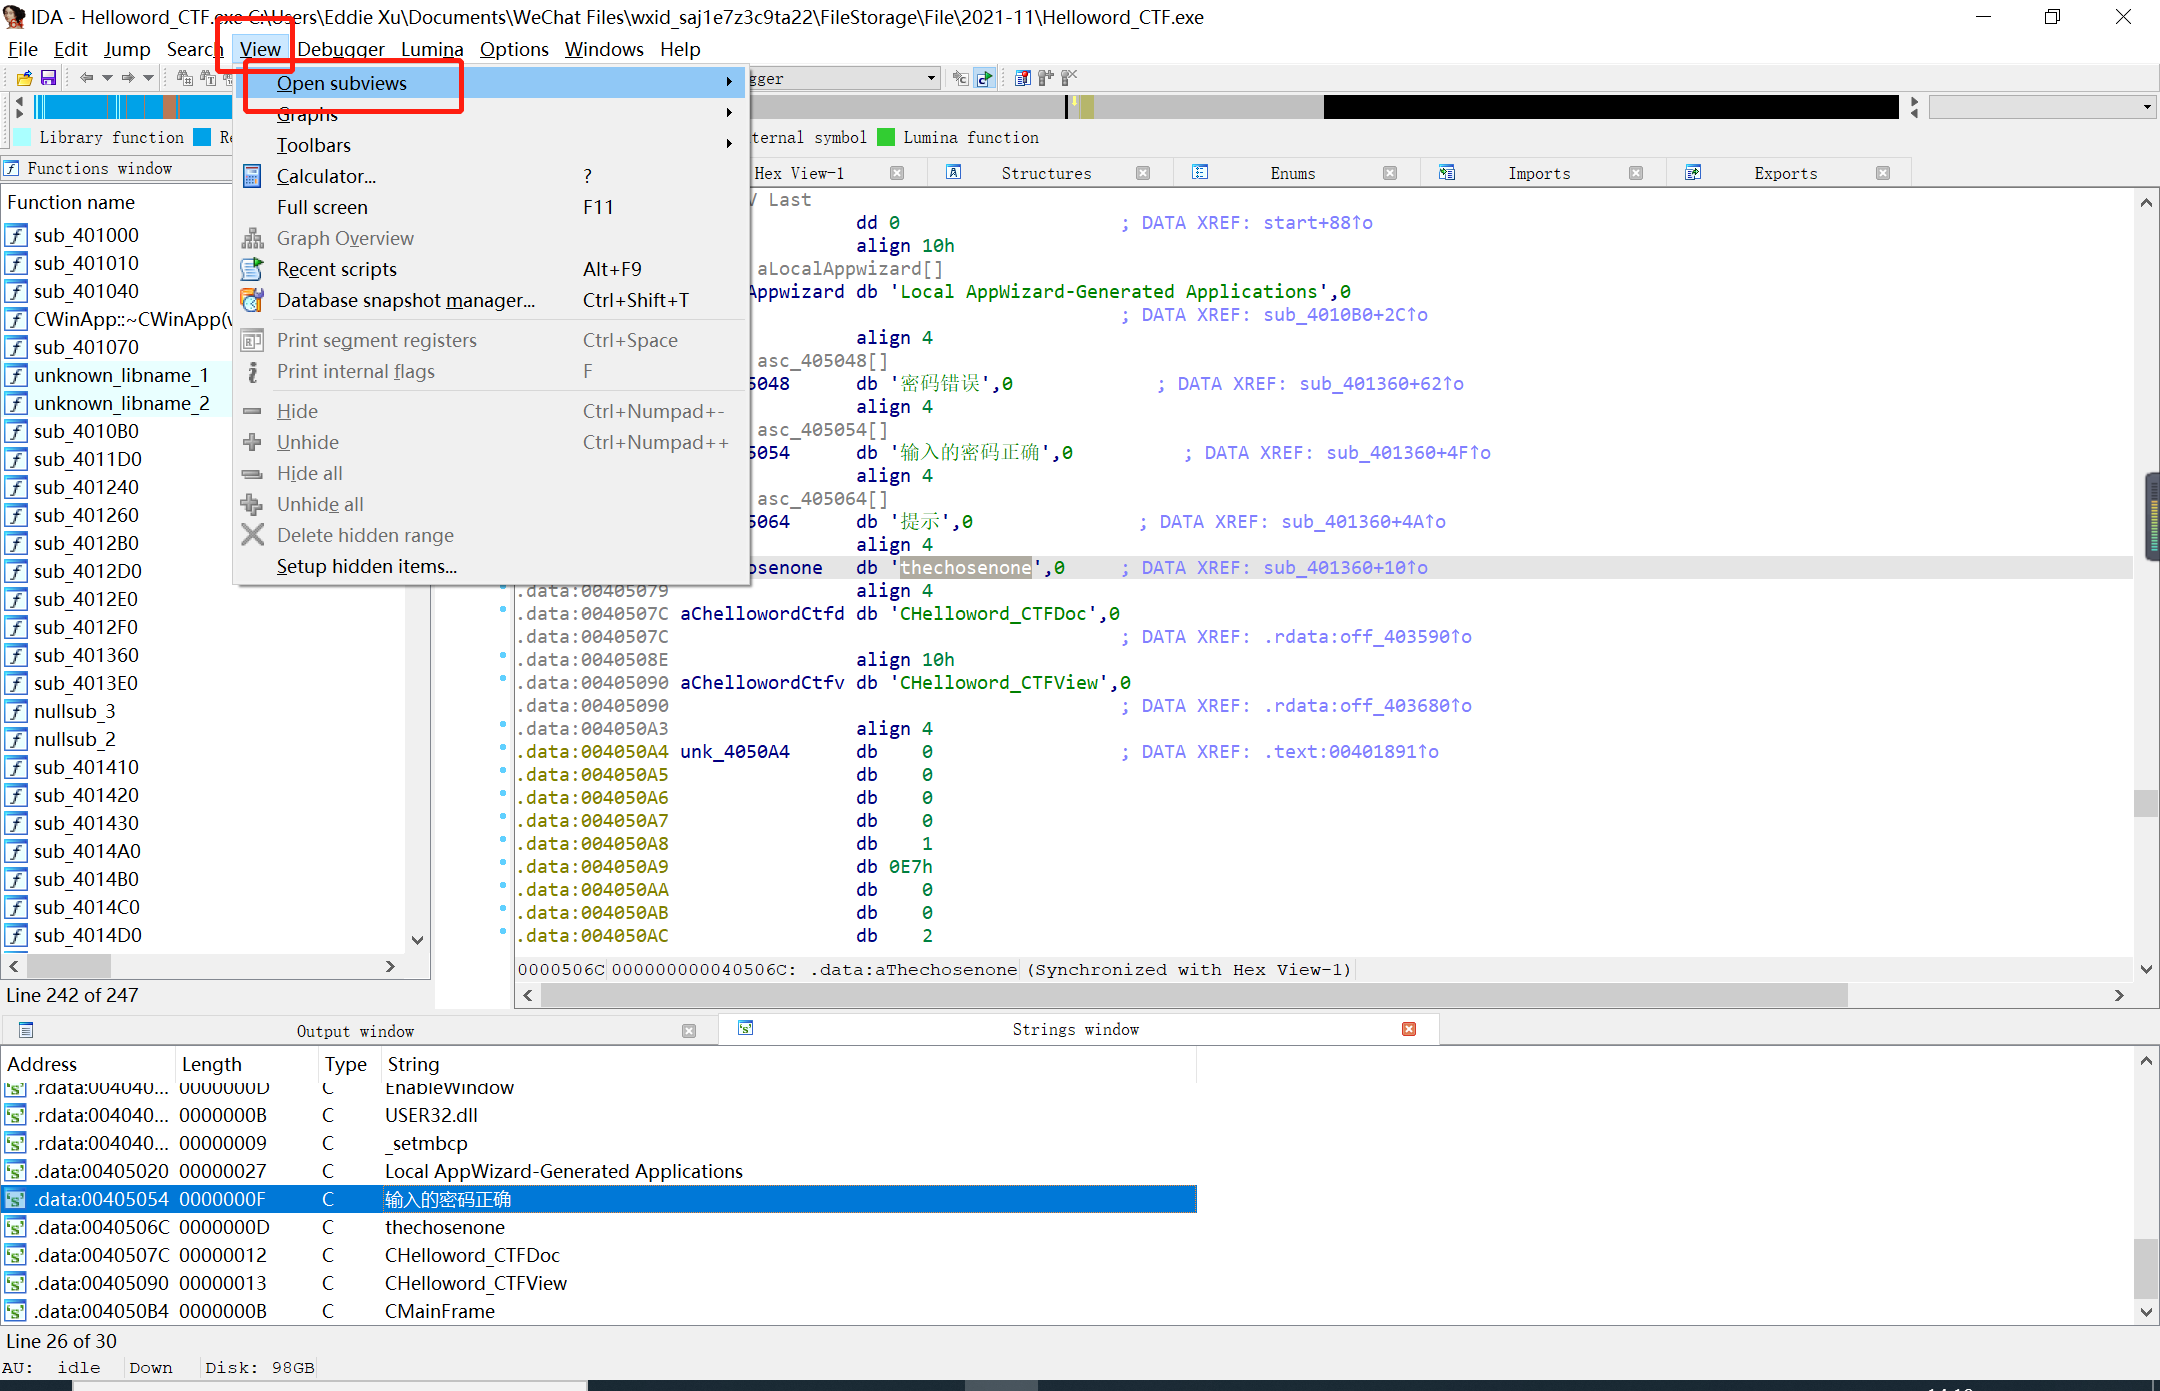 IDA - Helloword_CTF.exe C:\Users\Eddie Xu\Documents\WeChat Files\wxid_saj1e7z3c9ta22\FileStorage\File\2021-11\Helloword_CTF.exe
File Edit Jump Search View Debugger Lumina Options Windows Help
Open subviews
Graphs
Toolbars
Calculator... ?
Full screen F11
Graph Overview
Recent scripts Alt+F9
Database snapshot manager... Ctrl+Shift+T
Print segment registers Ctrl+Space
Print internal flags F
Hide Ctrl+Numpad+-
Unhide Ctrl+Numpad++
Hide all
Unhide all
Delete hidden range
Setup hidden items...
gger
Library function Re
ternal symbol Lumina function
Functions window
Hex View-1 Structures Enums Imports Exports
Function name
sub_401000
sub_401010
sub_401040
CWinApp::~CWinApp(v
sub_401070
unknown_libname_1
unknown_libname_2
sub_4010B0
sub_4011D0
sub_401240
sub_401260
sub_4012B0
sub_4012D0
sub_4012E0
sub_4012F0
sub_401360
sub_4013E0
nullsub_3
nullsub_2
sub_401410
sub_401420
sub_401430
sub_4014A0
sub_4014B0
sub_4014C0
sub_4014D0
Line 242 of 247
/ Last
dd 0 ; DATA XREF: start+88↑o
align 10h
aLocalAppwizard[]
Appwizard db 'Local AppWizard-Generated Applications',0
; DATA XREF: sub_4010B0+2C↑o
align 4
asc_405048[]
5048 db '密码错误',0 ; DATA XREF: sub_401360+62↑o
align 4
asc_405054[]
5054 db '输入的密码正确',0 ; DATA XREF: sub_401360+4F↑o
align 4
asc_405064[]
5064 db '提示',0 ; DATA XREF: sub_401360+4A↑o
align 4
osenone db 'thechosenone',0 ; DATA XREF: sub_401360+10↑o
.data:00405079 align 4
.data:0040507C aChellowordCtfd db 'CHelloword_CTFDoc',0
.data:0040507C ; DATA XREF: .rdata:off_403590↑o
.data:0040508E align 10h
.data:00405090 aChellowordCtfv db 'CHelloword_CTFView',0
.data:00405090 ; DATA XREF: .rdata:off_403680↑o
.data:004050A3 align 4
.data:004050A4 unk_4050A4 db 0 ; DATA XREF: .text:00401891↑o
.data:004050A5 db 0
.data:004050A6 db 0
.data:004050A7 db 0
.data:004050A8 db 1
.data:004050A9 db 0E7h
.data:004050AA db 0
.data:004050AB db 0
.data:004050AC db 2
0000506C 000000000040506C: .data:aThechosenone (Synchronized with Hex View-1)
Output window Strings window
Address Length Type String
.rdata:004040... 0000000D C EnableWindow
.rdata:004040... 0000000B C USER32.dll
.rdata:004040... 00000009 C _setmbcp
.data:00405020 00000027 C Local AppWizard-Generated Applications
.data:00405054 0000000F C 输入的密码正确
.data:0040506C 0000000D C thechosenone
.data:0040507C 00000012 C CHelloword_CTFDoc
.data:00405090 00000013 C CHelloword_CTFView
.data:004050B4 0000000B C CMainFrame
Line 26 of 30
AU: idle Down Disk: 98GB